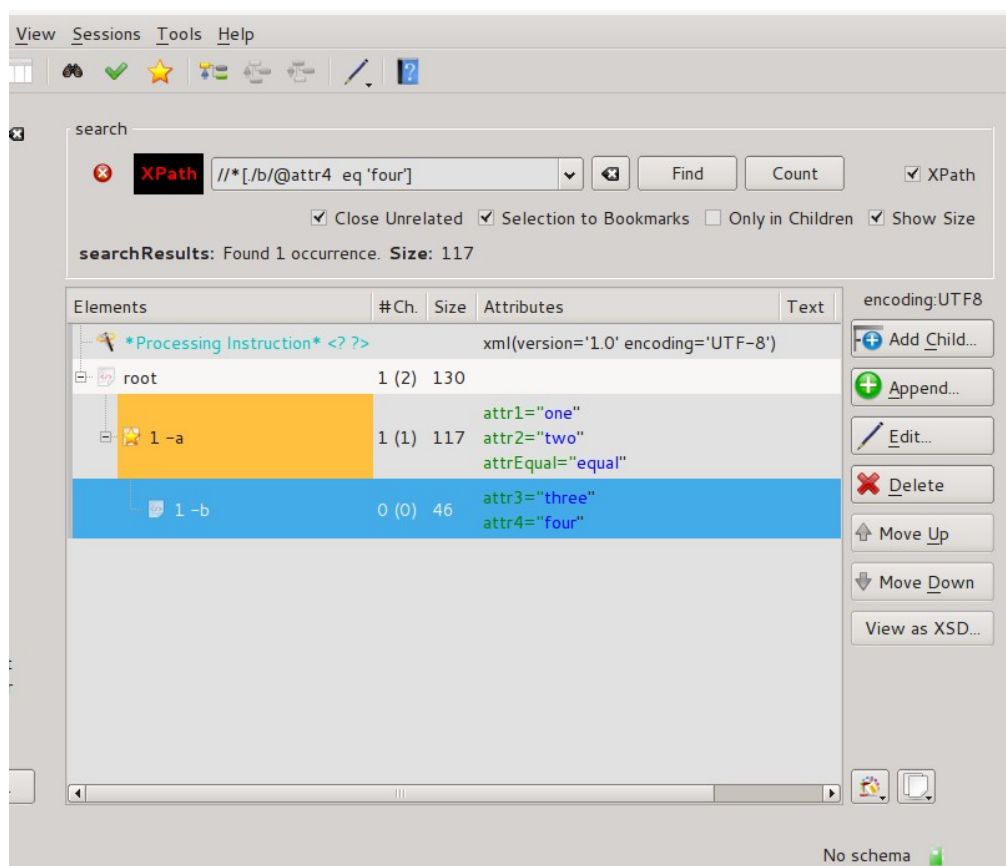 View Sessions Tools Help
search
XPath //*[./b/@attr4 eq 'four'] Find Count XPath
Close Unrelated Selection to Bookmarks Only in Children Show Size
searchResults: Found 1 occurrence. Size: 117
Elements #Ch. Size Attributes Text
encoding:UTF8
*Processing Instruction* <? ?> xml(version='1.0' encoding='UTF-8')
Add Child...
root 1 (2) 130
Append...
1 -a 1 (1) 117 attr1="one"
attr2="two"
attrEqual="equal"
Edit...
Delete
1 -b 0 (0) 46 attr3="three"
attr4="four"
Move Up
Move Down
View as XSD...
No schema